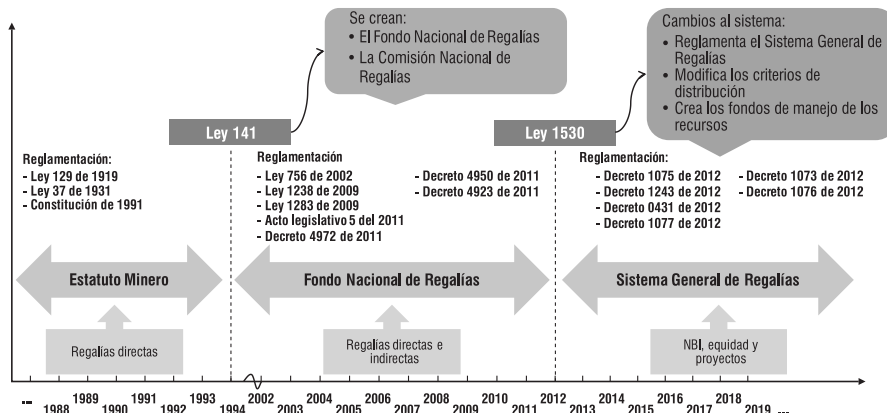 Se crean:
• El Fondo Nacional de Regalías
• La Comisión Nacional de
Regalías
Cambios al sistema:
• Reglamenta el Sistema General de
Regalías
• Modifica los criterios de
distribución
• Crea los fondos de manejo de los
recursos
Ley 141
Ley 1530
Reglamentación:
- Ley 129 de 1919
- Ley 37 de 1931
- Constitución de 1991
Reglamentación
- Ley 756 de 2002
- Ley 1238 de 2009
- Ley 1283 de 2009
- Acto legislativo 5 del 2011
- Decreto 4972 de 2011
- Decreto 4950 de 2011
- Decreto 4923 de 2011
Reglamentación:
- Decreto 1075 de 2012
- Decreto 1243 de 2012
- Decreto 0431 de 2012
- Decreto 1077 de 2012
- Decreto 1073 de 2012
- Decreto 1076 de 2012
Estatuto Minero
Fondo Nacional de Regalías
Sistema General de Regalías
Regalías directas
Regalías directas e
indirectas
NBI, equidad y
proyectos
... 1989 1991 1993 2002 2004 2006 2008 2010 2012 2014 2016 2018 ...
1988 1990 1992 1994 2003 2005 2007 2009 2011 2013 2015 2017 2019